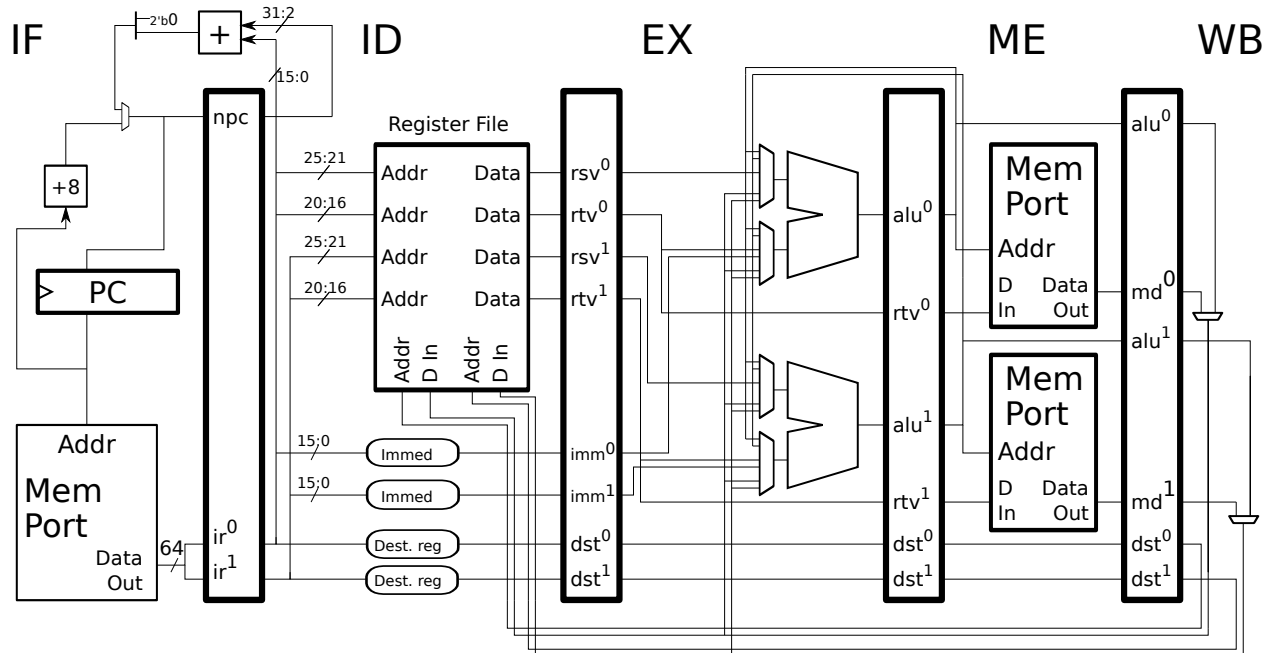 IF
ID
EX
ME
WB
2'b0
+
31:2
15:0
npc
+8
PC
Addr
Mem
Port
Data
Out
64
ir0
ir1
Register File
25:21
Addr
Data
20:16
Addr
Data
25:21
Addr
Data
20:16
Addr
Data
Addr
D In
Addr
D In
15;0
Immed
15;0
Immed
Dest. reg
Dest. reg
rsv0
rtv0
rsv1
rtv1
imm0
imm1
dst0
dst1
alu0
rtv0
alu1
rtv1
dst0
dst1
Mem
Port
Addr
D Data
In Out
Mem
Port
Addr
D Data
In Out
alu0
md0
alu1
md1
dst0
dst1